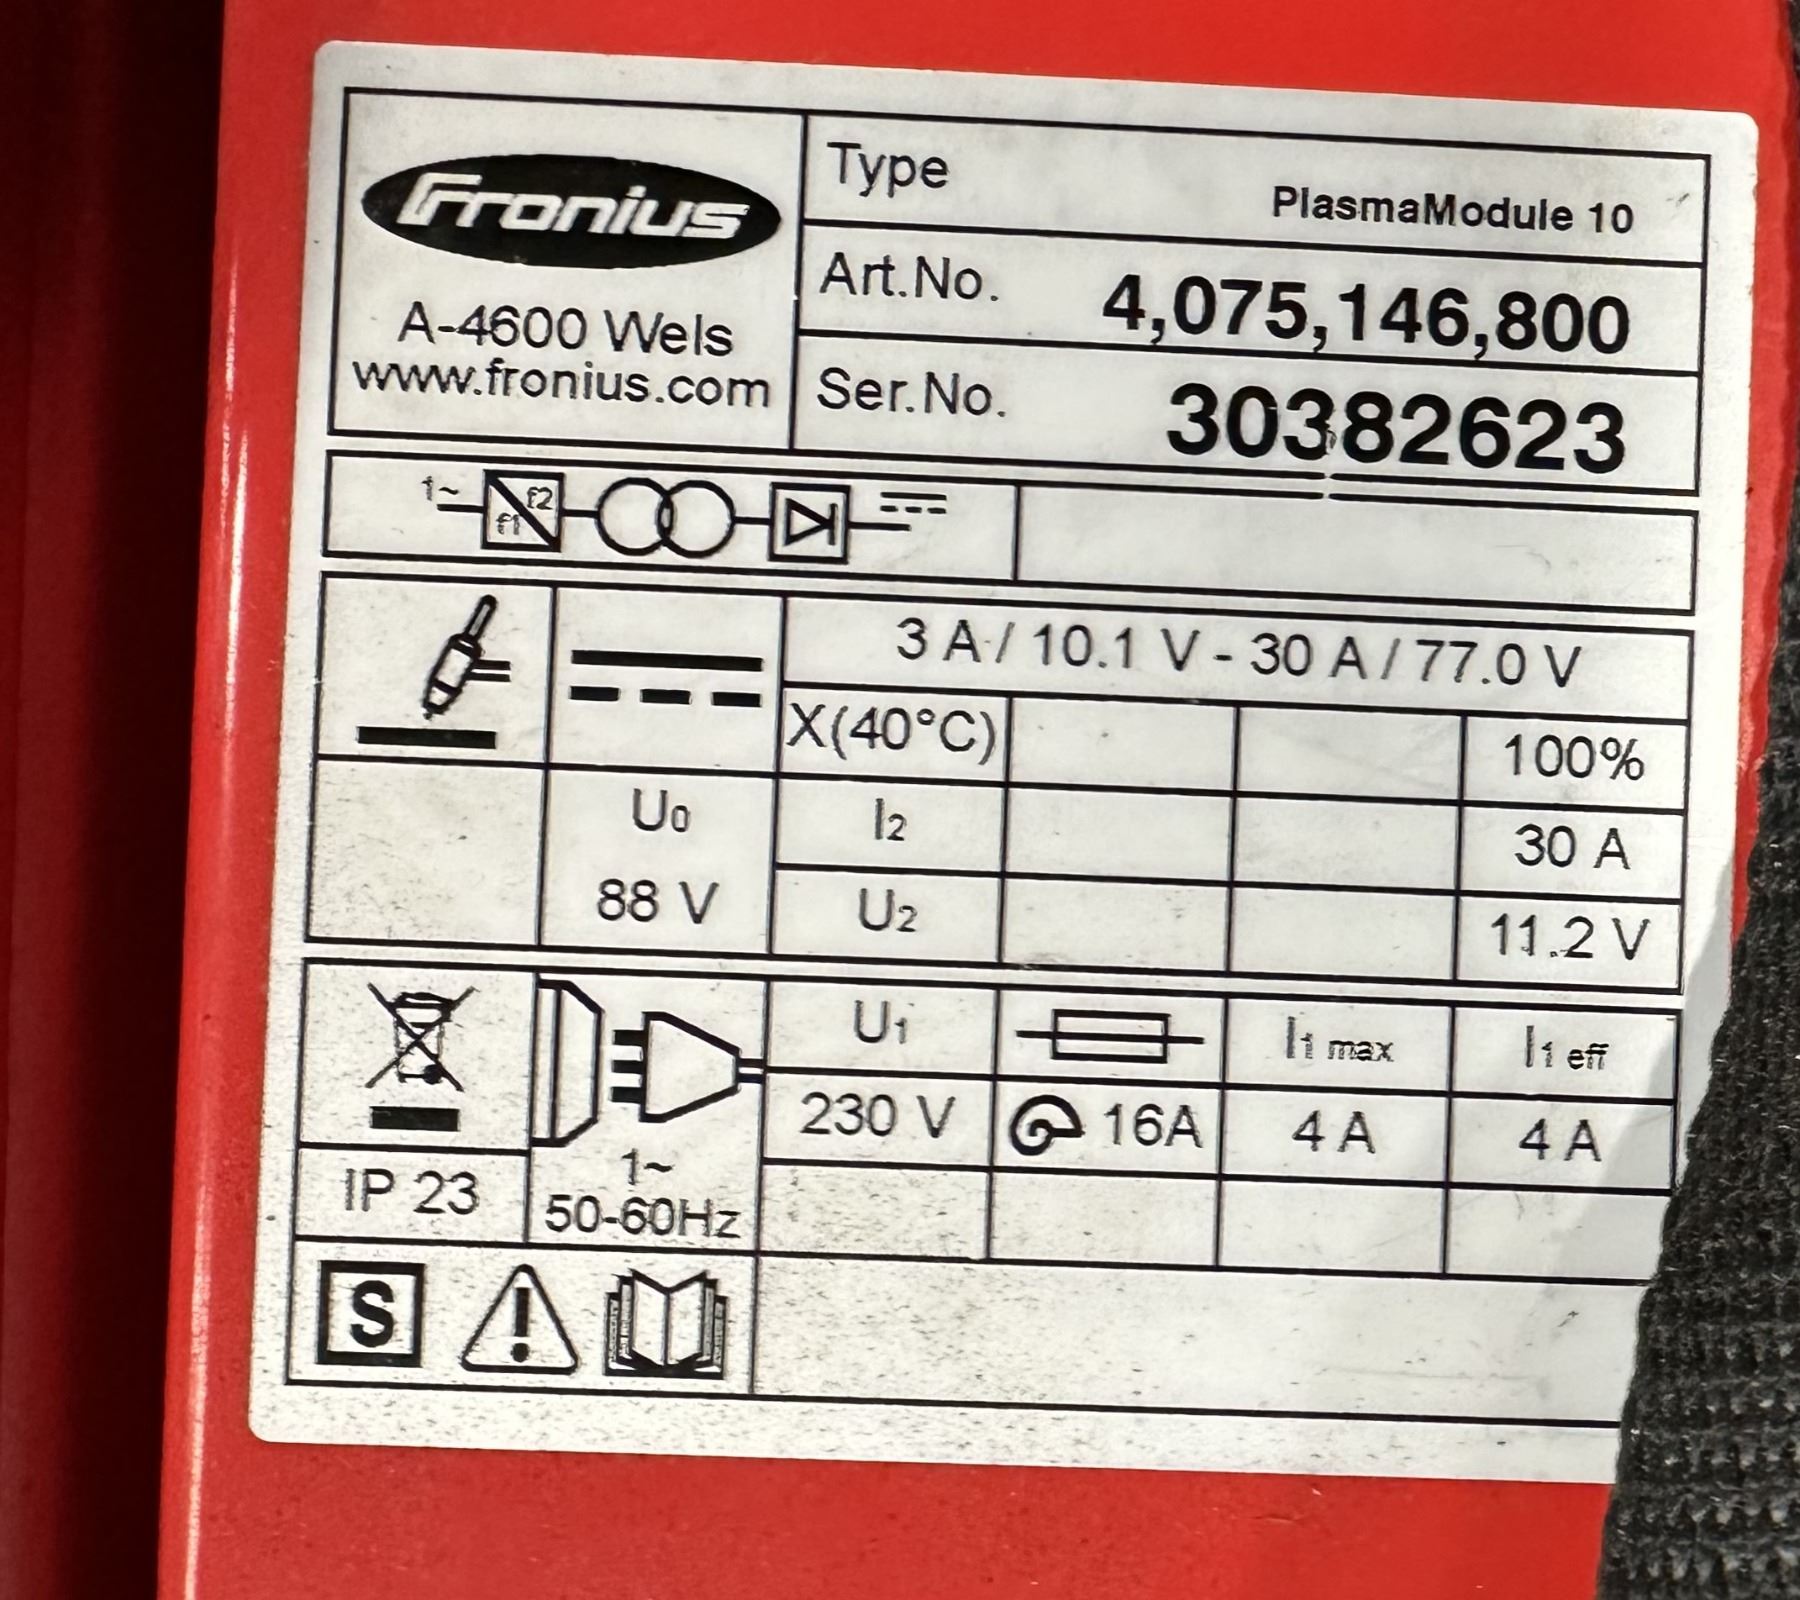 Fronius
A-4600 Wels
www.fronius.com
Type PlasmaModule 10
Art.No. 4,075,146,800
Ser.No. 30382623
1~ f1 f2
3 A / 10.1 V - 30 A / 77.0 V
X(40°C) 100%
U0 I2 30 A
88 V U2 11.2 V
U1 I1 max I1 eff
230 V 16A 4 A 4 A
1~
IP 23 50-60Hz
S !